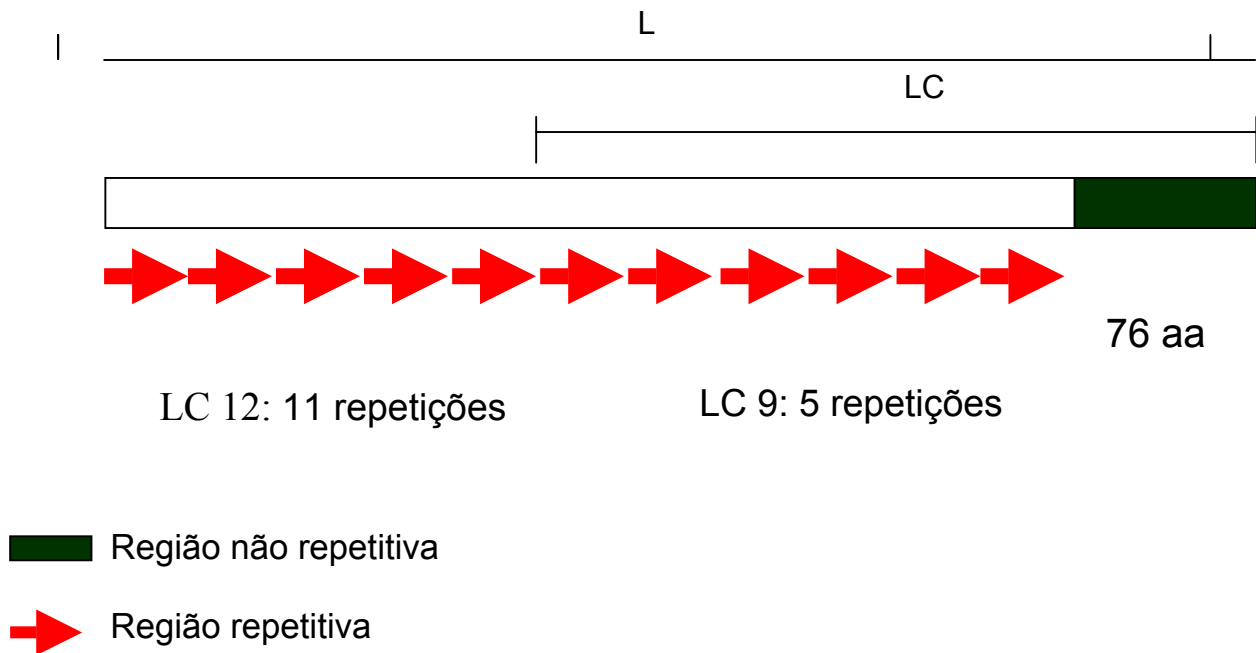 L
LC
76 aa
LC 12: 11 repetições
LC 9: 5 repetições
Região não repetitiva
Região repetitiva